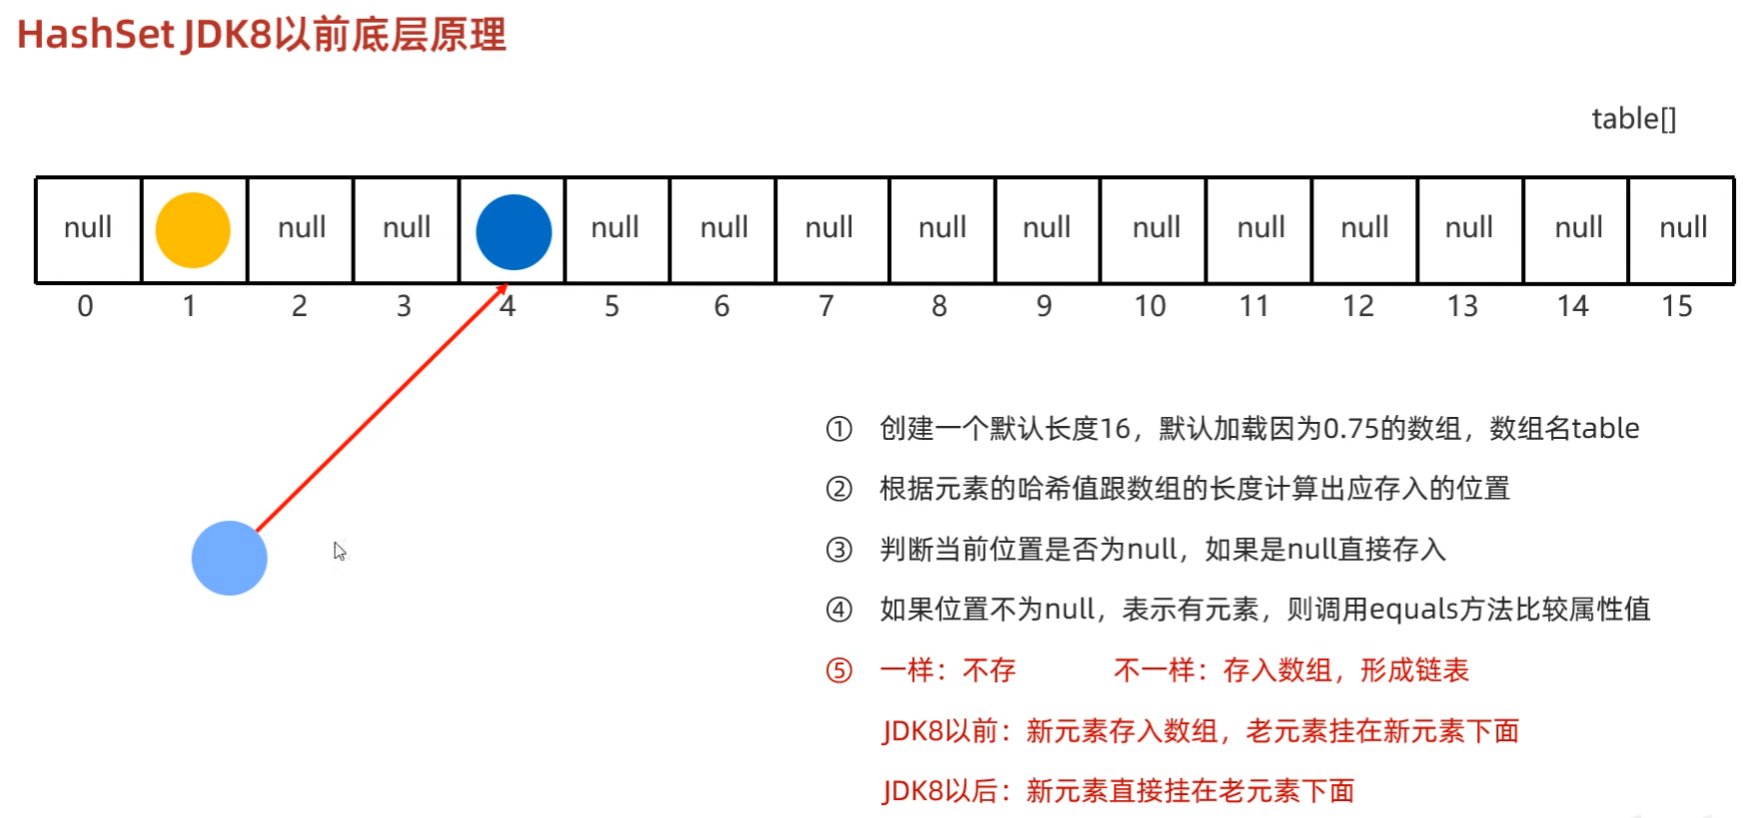 HashSet JDK8以前底层原理
table[]
null null null null null null null null null null null null null null
0 1 2 3 4 5 6 7 8 9 10 11 12 13 14 15
① 创建一个默认长度16，默认加载因为0.75的数组，数组名table
② 根据元素的哈希值跟数组的长度计算出应存入的位置
③ 判断当前位置是否为null，如果是null直接存入
④ 如果位置不为null，表示有元素，则调用equals方法比较属性值
⑤ 一样：不存 不一样：存入数组，形成链表
JDK8以前：新元素存入数组，老元素挂在新元素下面
JDK8以后：新元素直接挂在老元素下面